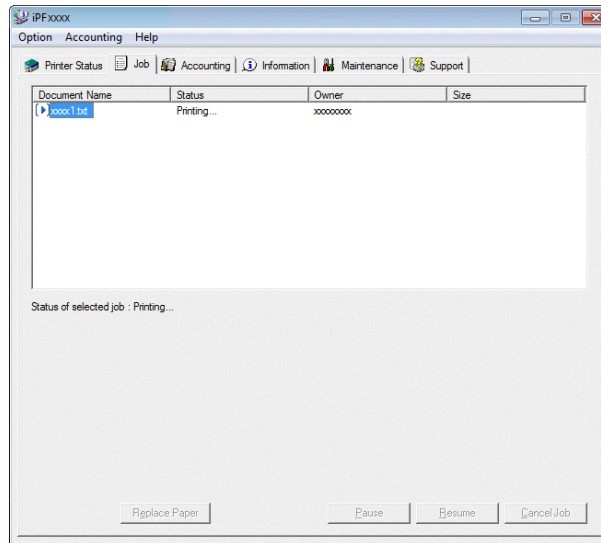 iPFxxxx
Option Accounting Help
Printer Status Job Accounting Information Maintenance Support
Document Name Status Owner Size
xxxx1.txt Printing... xxxxxxxx
Status of selected job : Printing...
Replace Paper Pause Resume Cancel Job